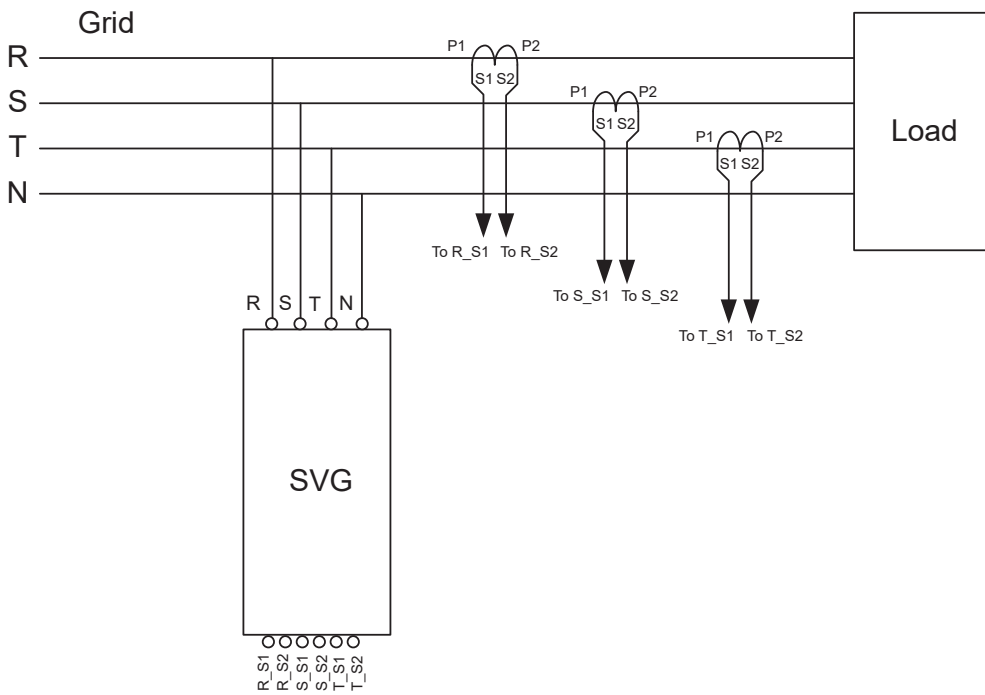 Grid
R
S
T
N
P1 P2
S1 S2
P1 P2
S1 S2
P1 P2
S1 S2
Load
To R_S1 To R_S2
To S_S1 To S_S2
To T_S1 To T_S2
R S T N
SVG
R_S1
R_S2
S_S1
S_S2
T_S1
T_S2